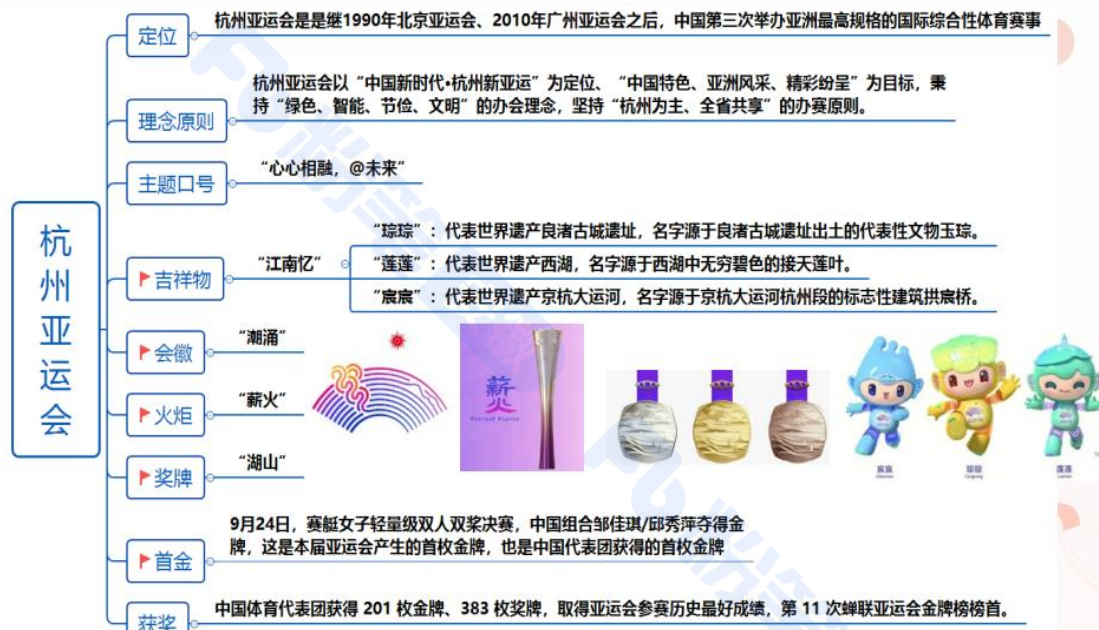 杭州亚运会
定位
杭州亚运会是是继1990年北京亚运会、2010年广州亚运会之后，中国第三次举办亚洲最高规格的国际综合性体育赛事
理念原则
杭州亚运会以“中国新时代•杭州新亚运”为定位、“中国特色、亚洲风采、精彩纷呈”为目标，秉
持“绿色、智能、节俭、文明”的办会理念，坚持“杭州为主、全省共享”的办赛原则。
主题口号
“心心相融，@未来”
吉祥物
“江南忆”
“琮琮”：代表世界遗产良渚古城遗址，名字源于良渚古城遗址出土的代表性文物玉琮。
“莲莲”：代表世界遗产西湖，名字源于西湖中无穷碧色的接天莲叶。
“宸宸”：代表世界遗产京杭大运河，名字源于京杭大运河杭州段的标志性建筑拱宸桥。
会徽
“潮涌”
火炬
“薪火”
薪火
Eternal Flame
奖牌
“湖山”
宸宸
琮琮
莲莲
首金
9月24日，赛艇女子轻量级双人双桨决赛，中国组合邹佳琪/邱秀萍夺得金
牌，这是本届亚运会产生的首枚金牌，也是中国代表团获得的首枚金牌
获奖
中国体育代表团获得 201 枚金牌、383 枚奖牌，取得亚运会参赛历史最好成绩，第 11 次蝉联亚运会金牌榜榜首。